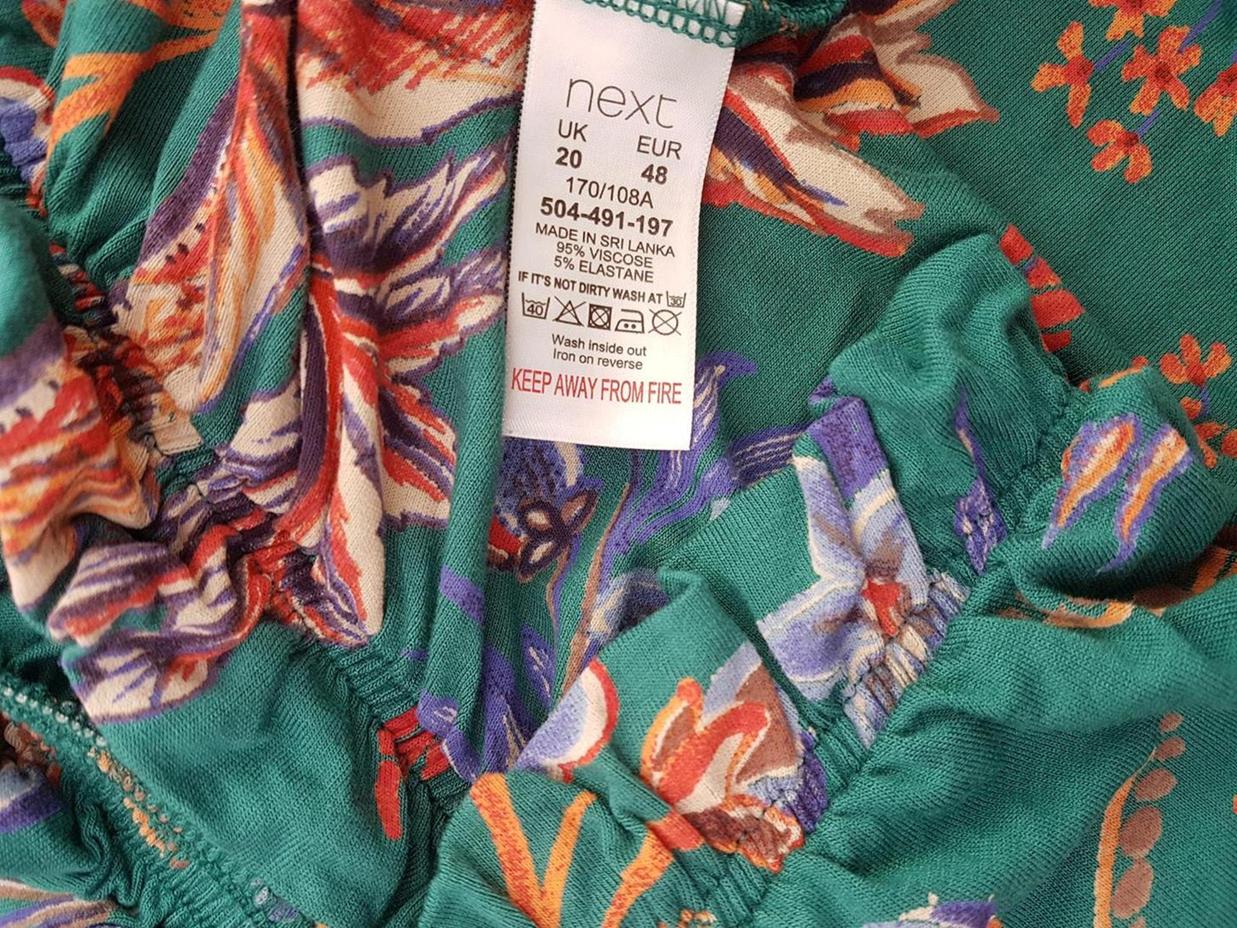 next
UK EUR
20 48
170/108A
504-491-197
MADE IN SRI LANKA
95% VISCOSE
5% ELASTANE
IF IT'S NOT DIRTY WASH AT 30
40
Wash inside out
Iron on reverse
KEEP AWAY FROM FIRE